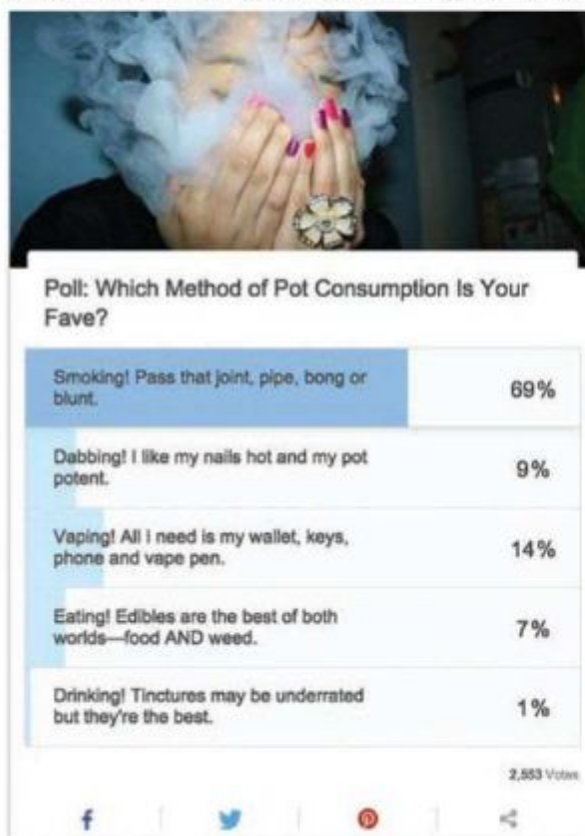 Poll: Which Method of Pot Consumption Is Your
Fave?
Smoking! Pass that joint, pipe, bong or
blunt.
69%
Dabbing! I like my nails hot and my pot
potent.
9%
Vaping! All I need is my wallet, keys,
phone and vape pen.
14%
Eating! Edibles are the best of both
worlds—food AND weed.
7%
Drinking! Tinctures may be underrated
but they're the best.
1%
2,553 Votes